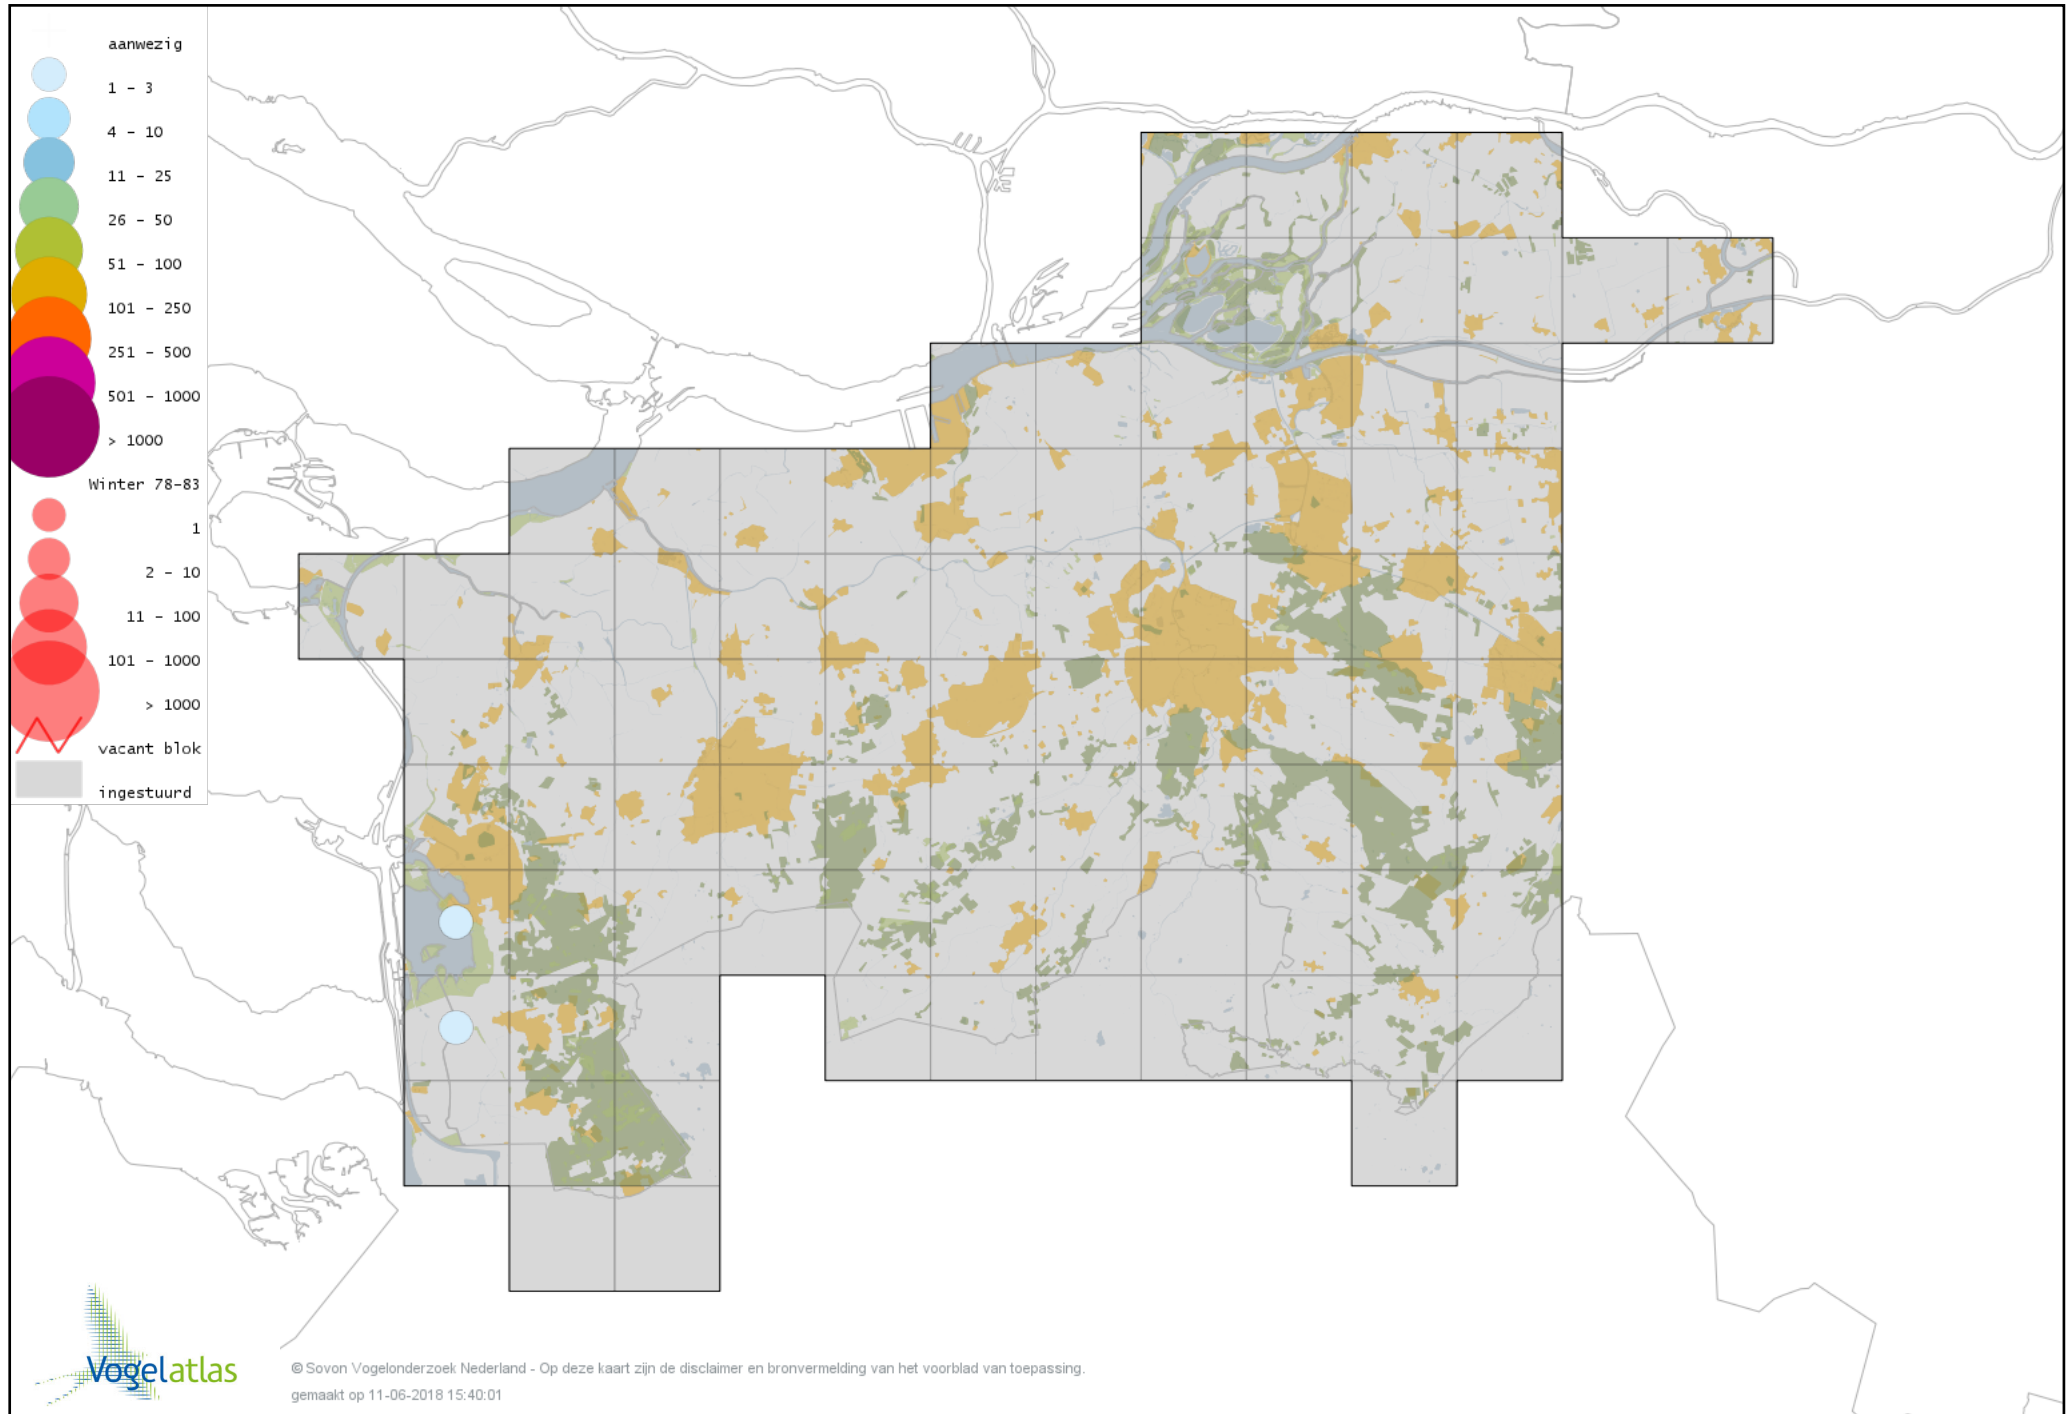 aanwezig
1 - 3
4 - 10
11 - 25
26 - 50
51 - 100
101 - 250
251 - 500
501 - 1000
> 1000
Winter 78-83
1
2 - 10
11 - 100
101 - 1000
> 1000
vacant blok
ingestuurd
Vogelatlas
© Sovon Vogelonderzoek Nederland - Op deze kaart zijn de disclaimer en bronvermelding van het voorblad van toepassing.
gemaakt op 11-06-2018 15:40:01